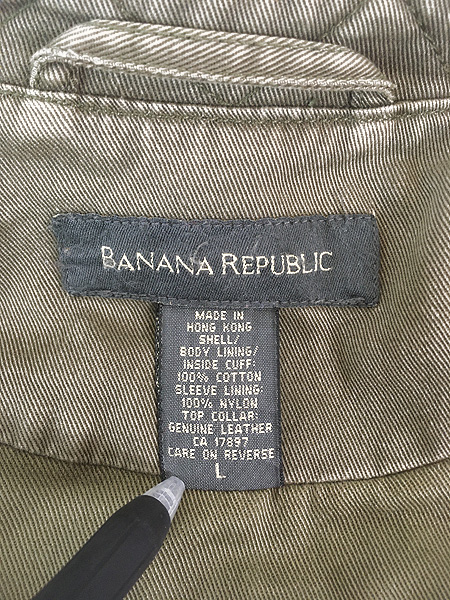 BANANA REPUBLIC
MADE IN
HONG KONG
SHELL/
BODY LINING/
INSIDE CUFF:
100% COTTON
SLEEVE LINING:
100% NYLON
TOP COLLAR:
GENUINE LEATHER
CA 17897
CARE ON REVERSE
L